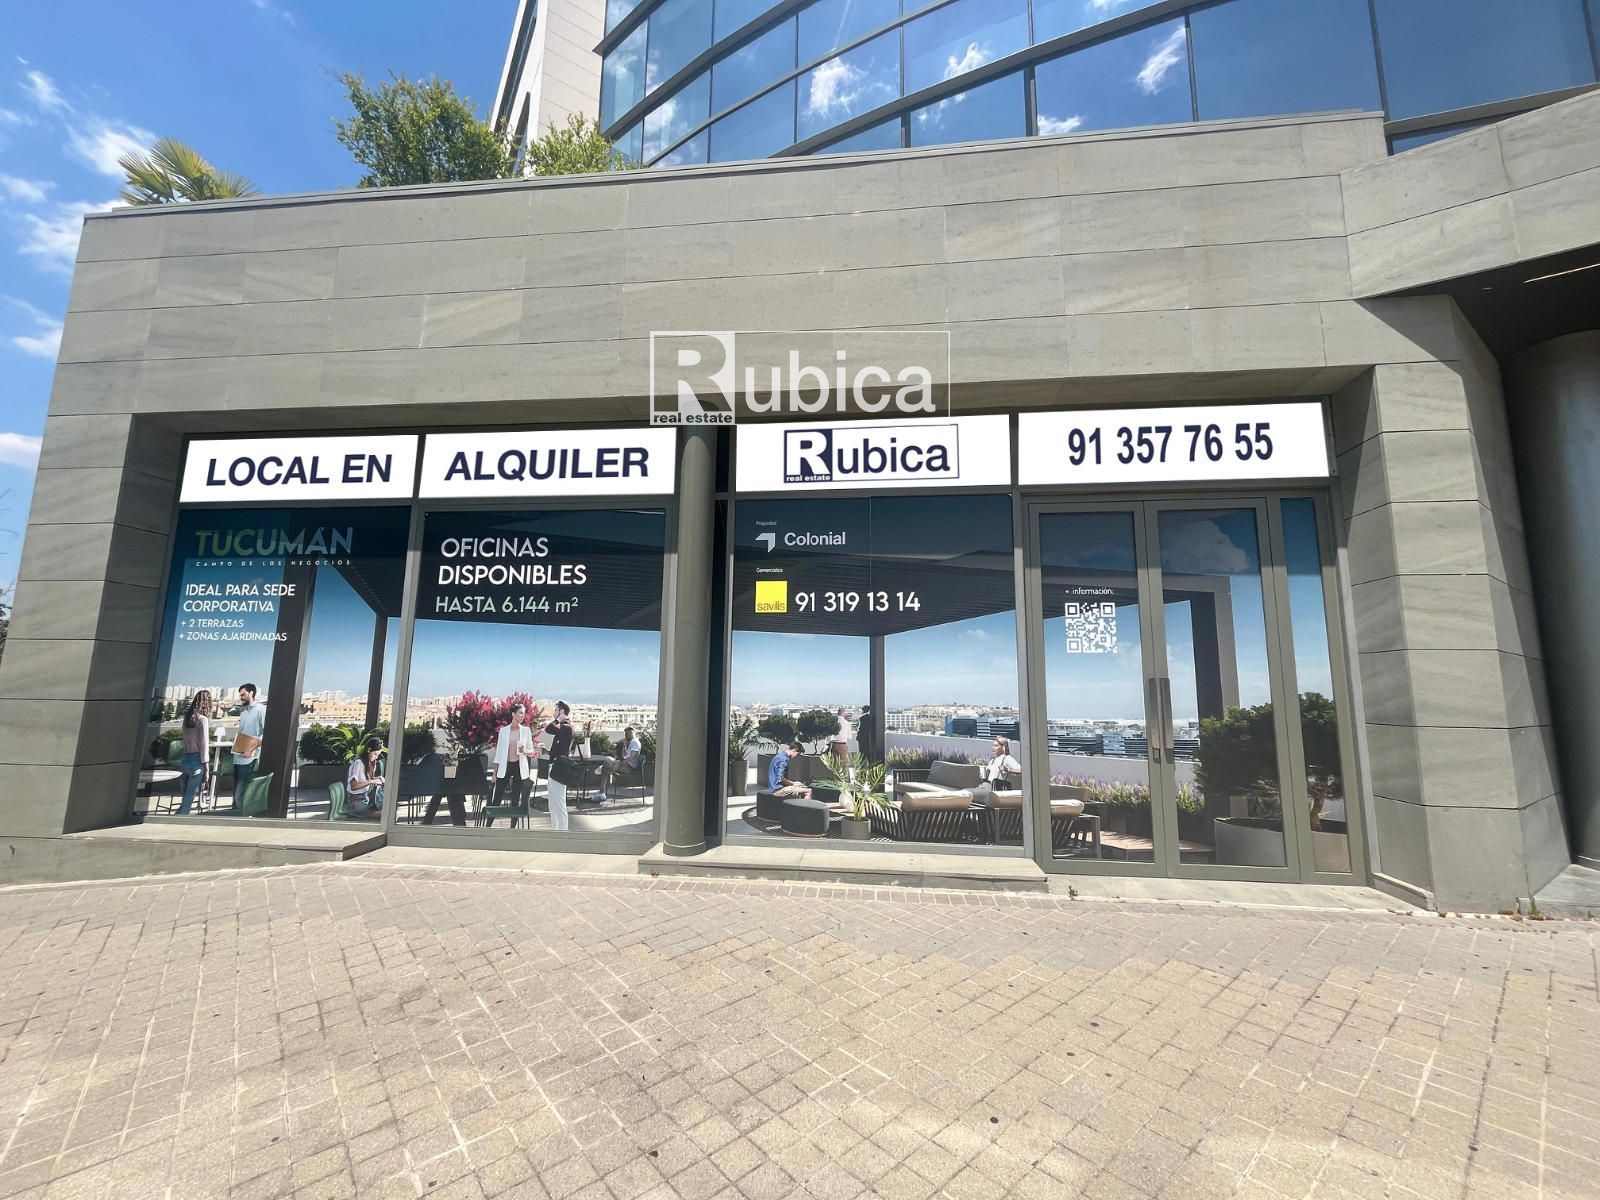 Rubica
real estate
LOCAL EN
ALQUILER
Rubica
real estate
91 357 76 55
TUCUMÁN
CAMPO DE LOS NEGOCIOS
IDEAL PARA SEDE
CORPORATIVA
+ 2 TERRAZAS
+ ZONAS AJARDINADAS
OFICINAS
DISPONIBLES
HASTA 6.144 m²
Propiedad
Colonial
Comercializa
savills
91 319 13 14
+ información: